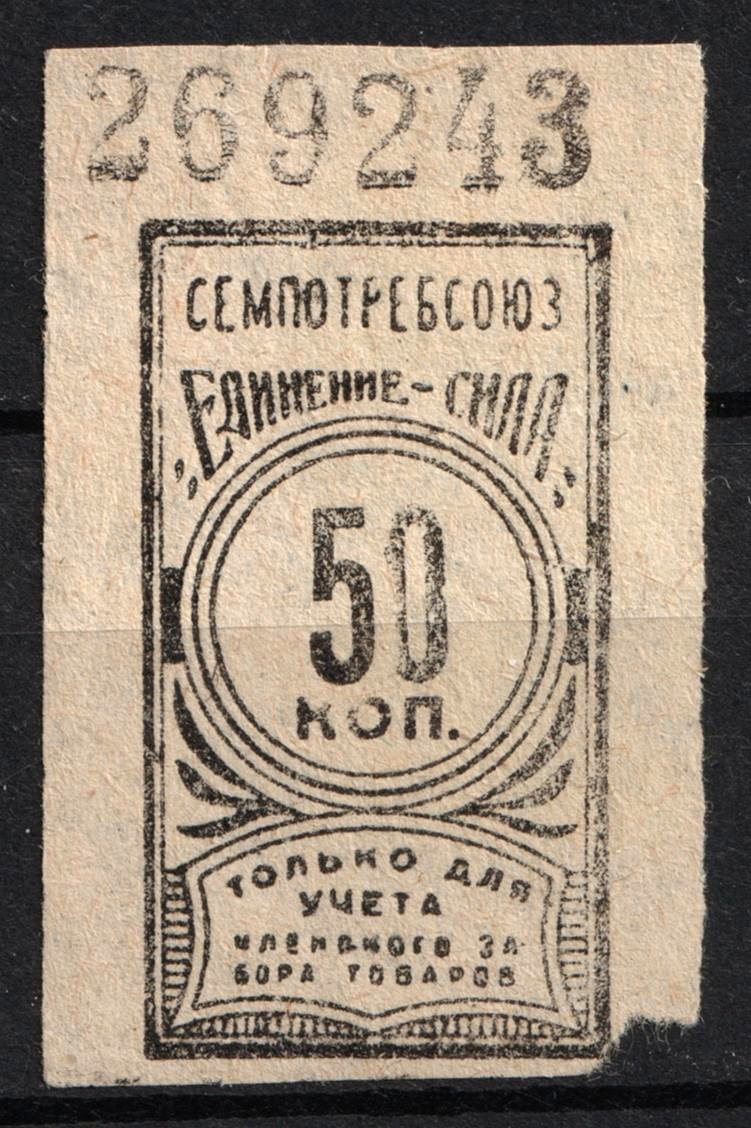 269243
СЕМПОТРЕБСОЮЗ
„ЕДИНЕНИЕ-СИЛА„
50
КОП.
ТОЛЬКО ДЛЯ
УЧЕТА
ЧЛЕНСКОГО ЗА
БОРА ТОВАРОВ